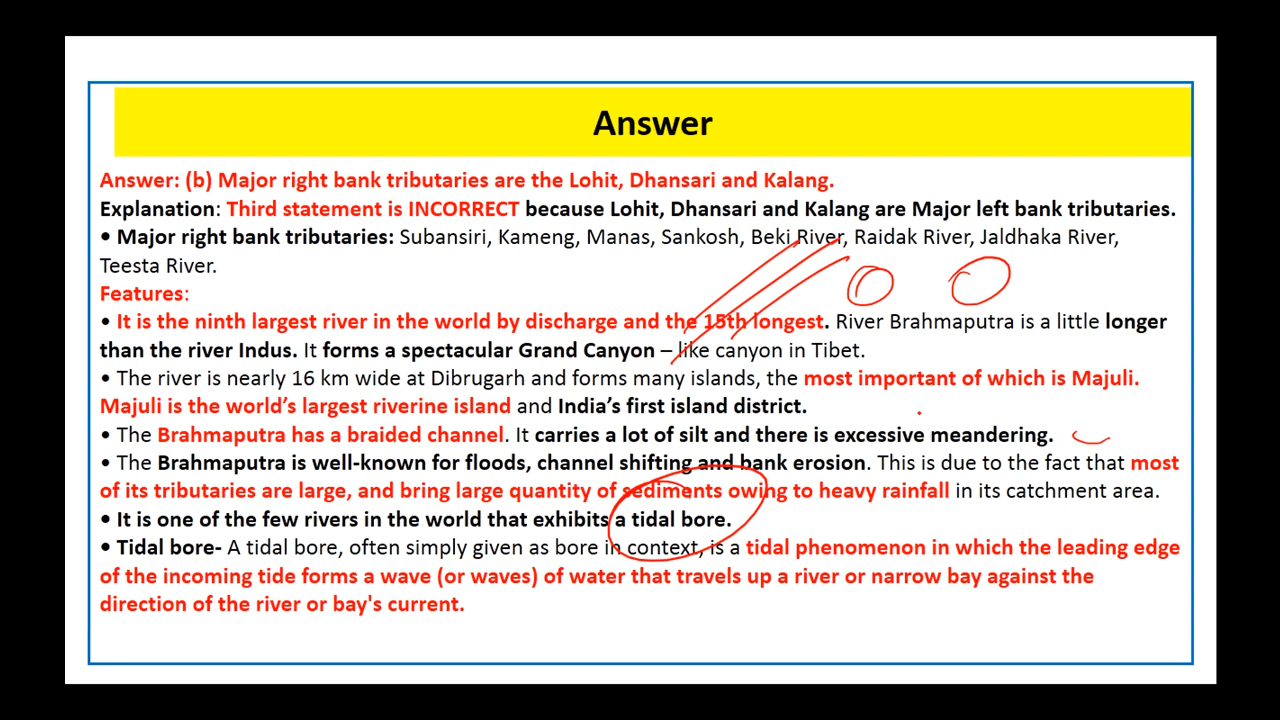 Answer
Answer: (b) Major right bank tributaries are the Lohit, Dhansari and Kalang.
Explanation: Third statement is INCORRECT because Lohit, Dhansari and Kalang are Major left bank tributaries.
• Major right bank tributaries: Subansiri, Kameng, Manas, Sankosh, Beki River, Raidak River, Jaldhaka River,
Teesta River.
Features:
• It is the ninth largest river in the world by discharge and the 15th longest. River Brahmaputra is a little longer
than the river Indus. It forms a spectacular Grand Canyon – like canyon in Tibet.
• The river is nearly 16 km wide at Dibrugarh and forms many islands, the most important of which is Majuli.
Majuli is the world’s largest riverine island and India’s first island district.
• The Brahmaputra has a braided channel. It carries a lot of silt and there is excessive meandering.
• The Brahmaputra is well-known for floods, channel shifting and bank erosion. This is due to the fact that most
of its tributaries are large, and bring large quantity of sediments owing to heavy rainfall in its catchment area.
• It is one of the few rivers in the world that exhibits a tidal bore.
• Tidal bore- A tidal bore, often simply given as bore in context, is a tidal phenomenon in which the leading edge
of the incoming tide forms a wave (or waves) of water that travels up a river or narrow bay against the
direction of the river or bay's current.